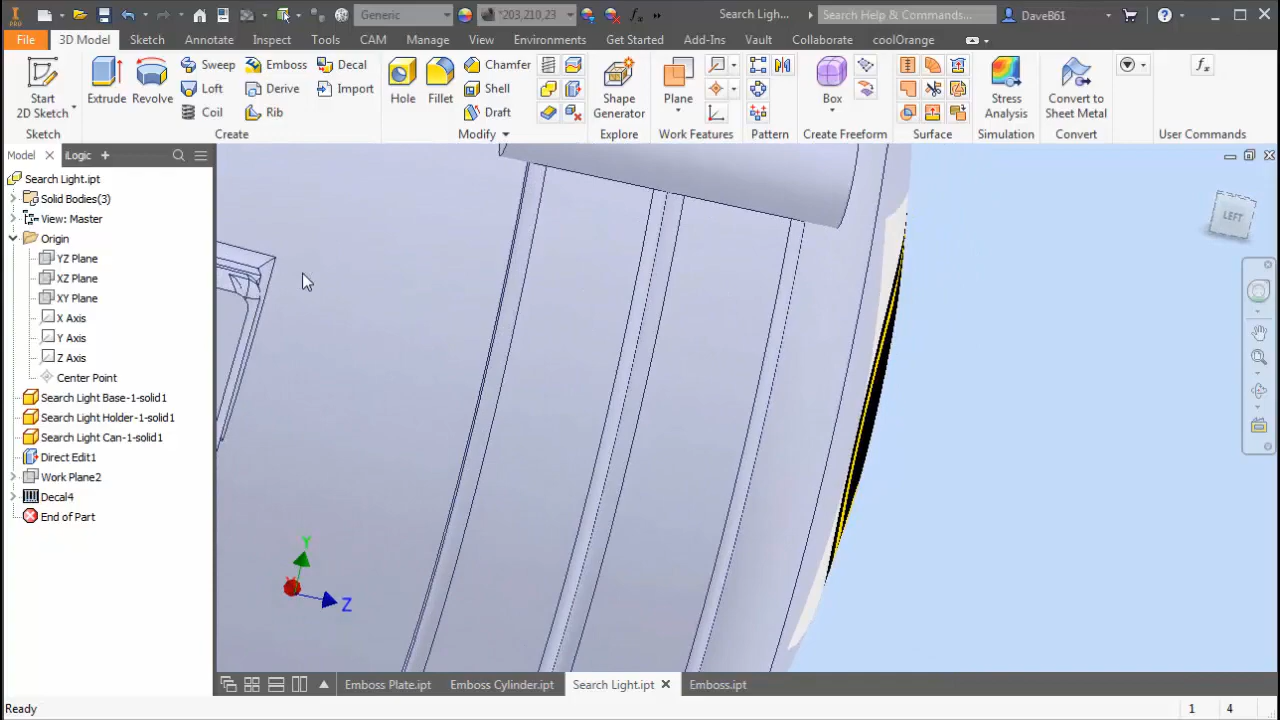 PRO
Generic
*203,210,23
Search Ligh...
Search Help & Commands...
DaveB61
File
3D Model
Sketch
Annotate
Inspect
Tools
CAM
Manage
View
Environments
Get Started
Add-Ins
Vault
Collaborate
coolOrange
Start
2D Sketch
Extrude
Revolve
Sweep
Emboss
Decal
Loft
Derive
Import
Coil
Rib
Hole
Fillet
Chamfer
Shell
Draft
Shape
Generator
Plane
Box
Stress
Analysis
Convert to
Sheet Metal
fx
Sketch
Create
Modify
Explore
Work Features
Pattern
Create Freeform
Surface
Simulation
Convert
User Commands
Model
iLogic
Search Light.ipt
Solid Bodies(3)
View: Master
Origin
YZ Plane
XZ Plane
XY Plane
X Axis
Y Axis
Z Axis
Center Point
Search Light Base-1-solid1
Search Light Holder-1-solid1
Search Light Can-1-solid1
Direct Edit1
Work Plane2
Decal4
End of Part
LEFT
Y
Z
Emboss Plate.ipt
Emboss Cylinder.ipt
Search Light.ipt
Emboss.ipt
Ready
1
4